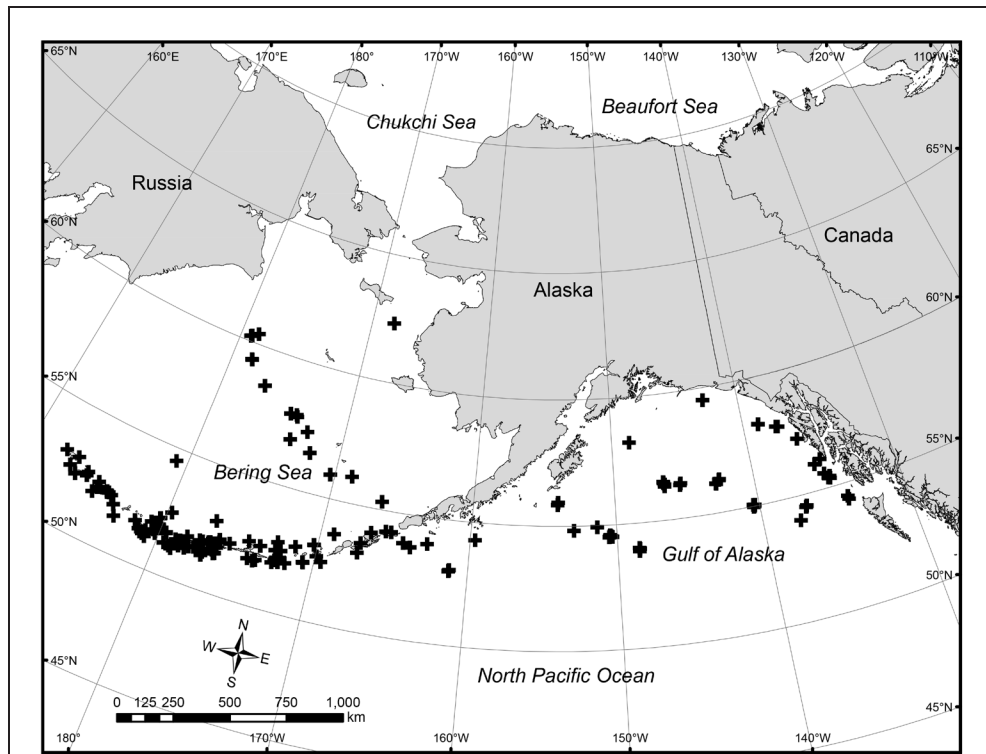 160°E 170°E 180° 170°W 160°W 150°W 140°W 130°W 120°W 110°W
65°N
Beaufort Sea
Chukchi Sea
65°N
Russia
60°N
Canada
Alaska
60°N
55°N
55°N
Bering Sea
50°N
Gulf of Alaska
50°N
N
W
E
S
45°N
North Pacific Ocean
0 125 250 500 750 1,000
km
45°N
180° 170°W 160°W 150°W 140°W